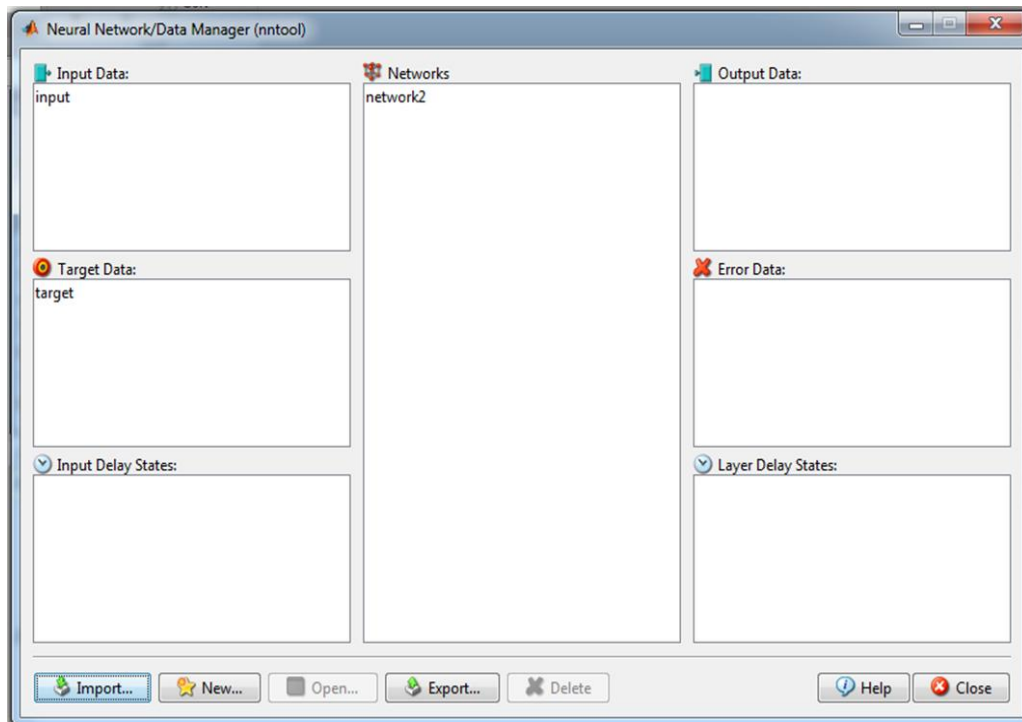 Neural Network/Data Manager (nntool)
Input Data:
input
Networks
network2
Output Data:
Target Data:
target
Error Data:
Input Delay States:
Layer Delay States:
Import...
New...
Open...
Export...
Delete
Help
Close